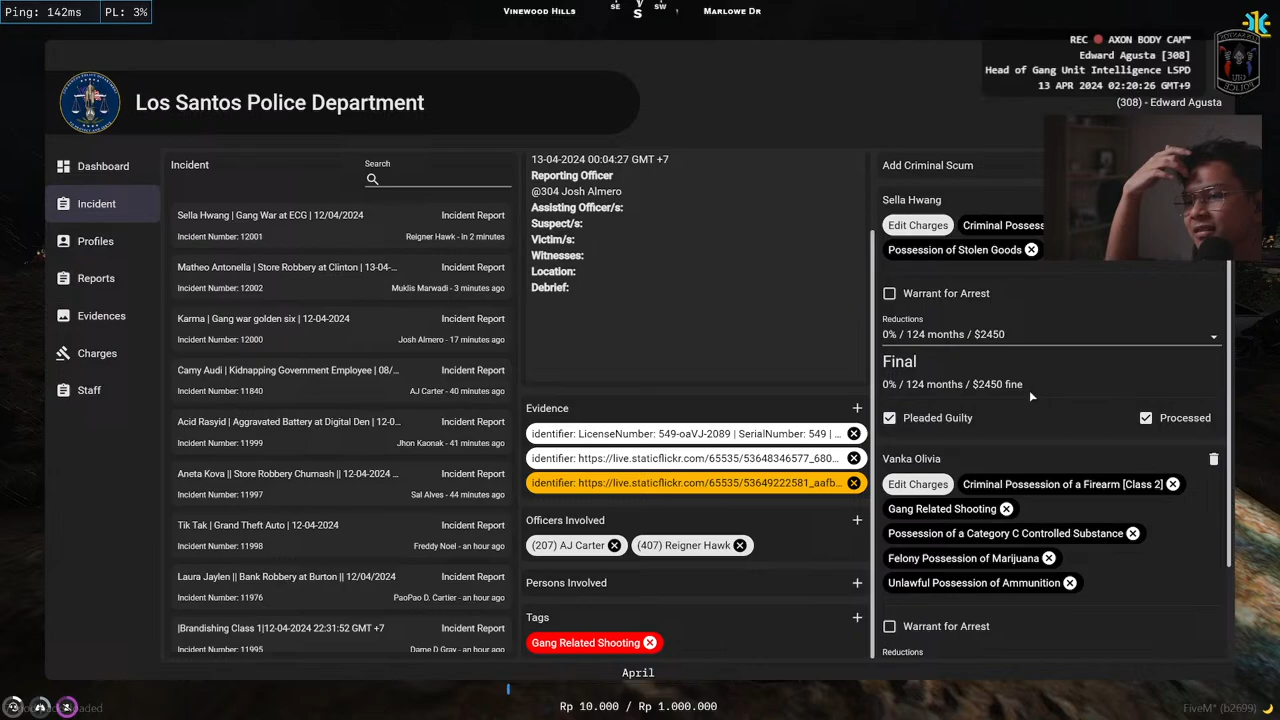 Ping: 142ms
PL: 3%
Vinewood Hills
SE
S
SW
Marlowe Dr
REC AXON BODY CAM
Edward Agusta [308]
Head of Gang Unit Intelligence LSPD
13 APR 2024 02:20:26 GMT+9
(308) - Edward Agusta
Los Santos Police Department
Dashboard
Incident
Profiles
Reports
Evidences
Charges
Staff
Incident
Search
Sella Hwang | Gang War at ECG | 12/04/2024
Incident Report
Incident Number: 12001
Reigner Hawk - In 2 minutes
Matheo Antonella | Store Robbery at Clinton | 13-04-...
Incident Report
Incident Number: 12002
Muklis Marwadi - 3 minutes ago
Karma | Gang war golden six | 12-04-2024
Incident Report
Incident Number: 12000
Josh Almero - 17 minute ago
Camy Audi | Kidnapping Government Employee | 08/...
Incident Report
Incident Number: 11840
AJ Carter - 40 minute ago
Acid Rasyid | Aggravated Battery at Digital Den | 12-0...
Incident Report
Incident Number: 11999
Jhon Kaonak - 41 minute ago
Aneta Kova || Store Robbery Chumash || 12-04-2024 ...
Incident Report
Incident Number: 11997
Sal Alves - 44 minute ago
Tik Tak | Grand Theft Auto | 12-04-2024
Incident Report
Incident Number: 11998
Freddy Noel - an hour ago
Laura Jaylen || Bank Robbery at Burton || 12/04/2024
Incident Report
Incident Number: 11976
PaoPao D. Cartier - an hour ago
|Brandishing Class 1|12-04-2024 22:31:52 GMT +7
Incident Report
Incident Number: 11995
Dame D Gray - an hour ago
13-04-2024 00:04:27 GMT +7
Reporting Officer
@304 Josh Almero
Assisting Officer/s:
Suspect/s:
Victim/s:
Witnesses:
Location:
Debrief:
Evidence
identifier: LicenseNumber: 549-oaVJ-2089 | SerialNumber: 549 | ...
identifier: https://live.staticflickr.com/65535/53648346577_680...
identifier: https://live.staticflickr.com/65535/53649222581_aafb...
Officers Involved
(207) AJ Carter
(407) Reigner Hawk
Persons Involved
Tags
Gang Related Shooting
Add Criminal Scum
Sella Hwang
Edit Charges
Criminal Possess
Possession of Stolen Goods
Warrant for Arrest
Reductions
0% / 124 months / $2450
Final
0% / 124 months / $2450 fine
Pleaded Guilty
Processed
Vanka Olivia
Edit Charges
Criminal Possession of a Firearm [Class 2]
Gang Related Shooting
Possession of a Category C Controlled Substance
Felony Possession of Marijuana
Unlawful Possession of Ammunition
Warrant for Arrest
Reductions
April
Rp 10.000 / Rp 1.000.000
FiveM* (b2699)